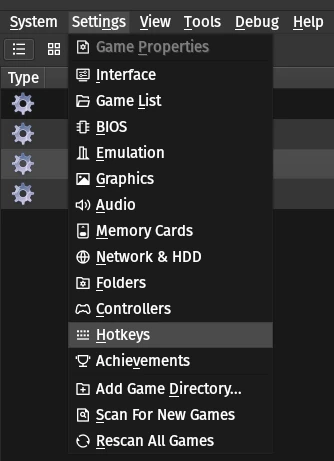 System Settings View Tools Debug Help
Type
Game Properties
Interface
Game List
BIOS
Emulation
Graphics
Audio
Memory Cards
Network & HDD
Folders
Controllers
Hotkeys
Achievements
Add Game Directory...
Scan For New Games
Rescan All Games